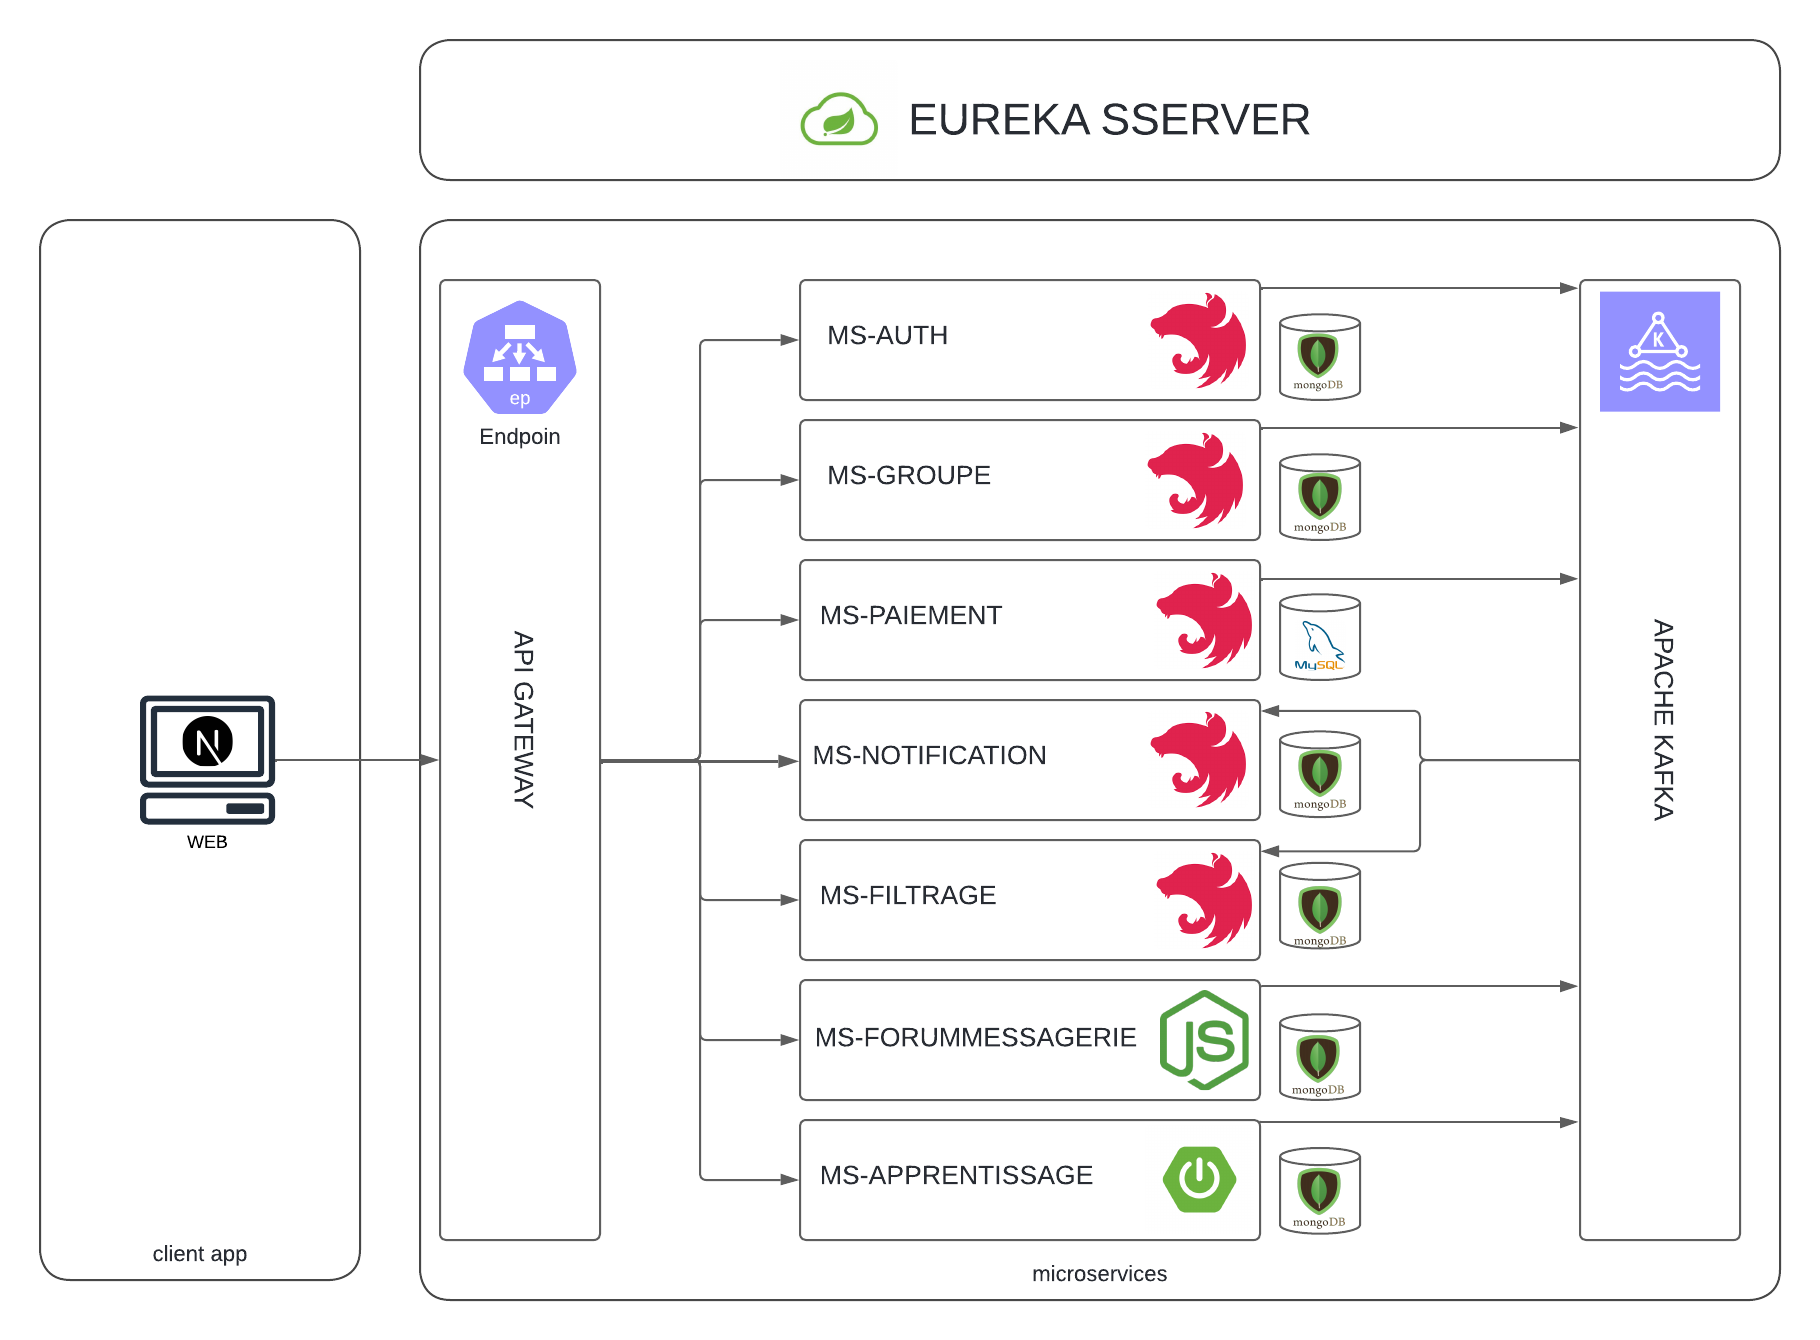 EUREKA SSERVER
ep
Endpoin
API GATEWAY
N
WEB
client app
MS-AUTH
mongoDB
MS-GROUPE
mongoDB
MS-PAIEMENT
MySQL
MS-NOTIFICATION
mongoDB
MS-FILTRAGE
mongoDB
MS-FORUMMESSAGERIE
JS
mongoDB
MS-APPRENTISSAGE
mongoDB
K
APACHE KAFKA
microservices